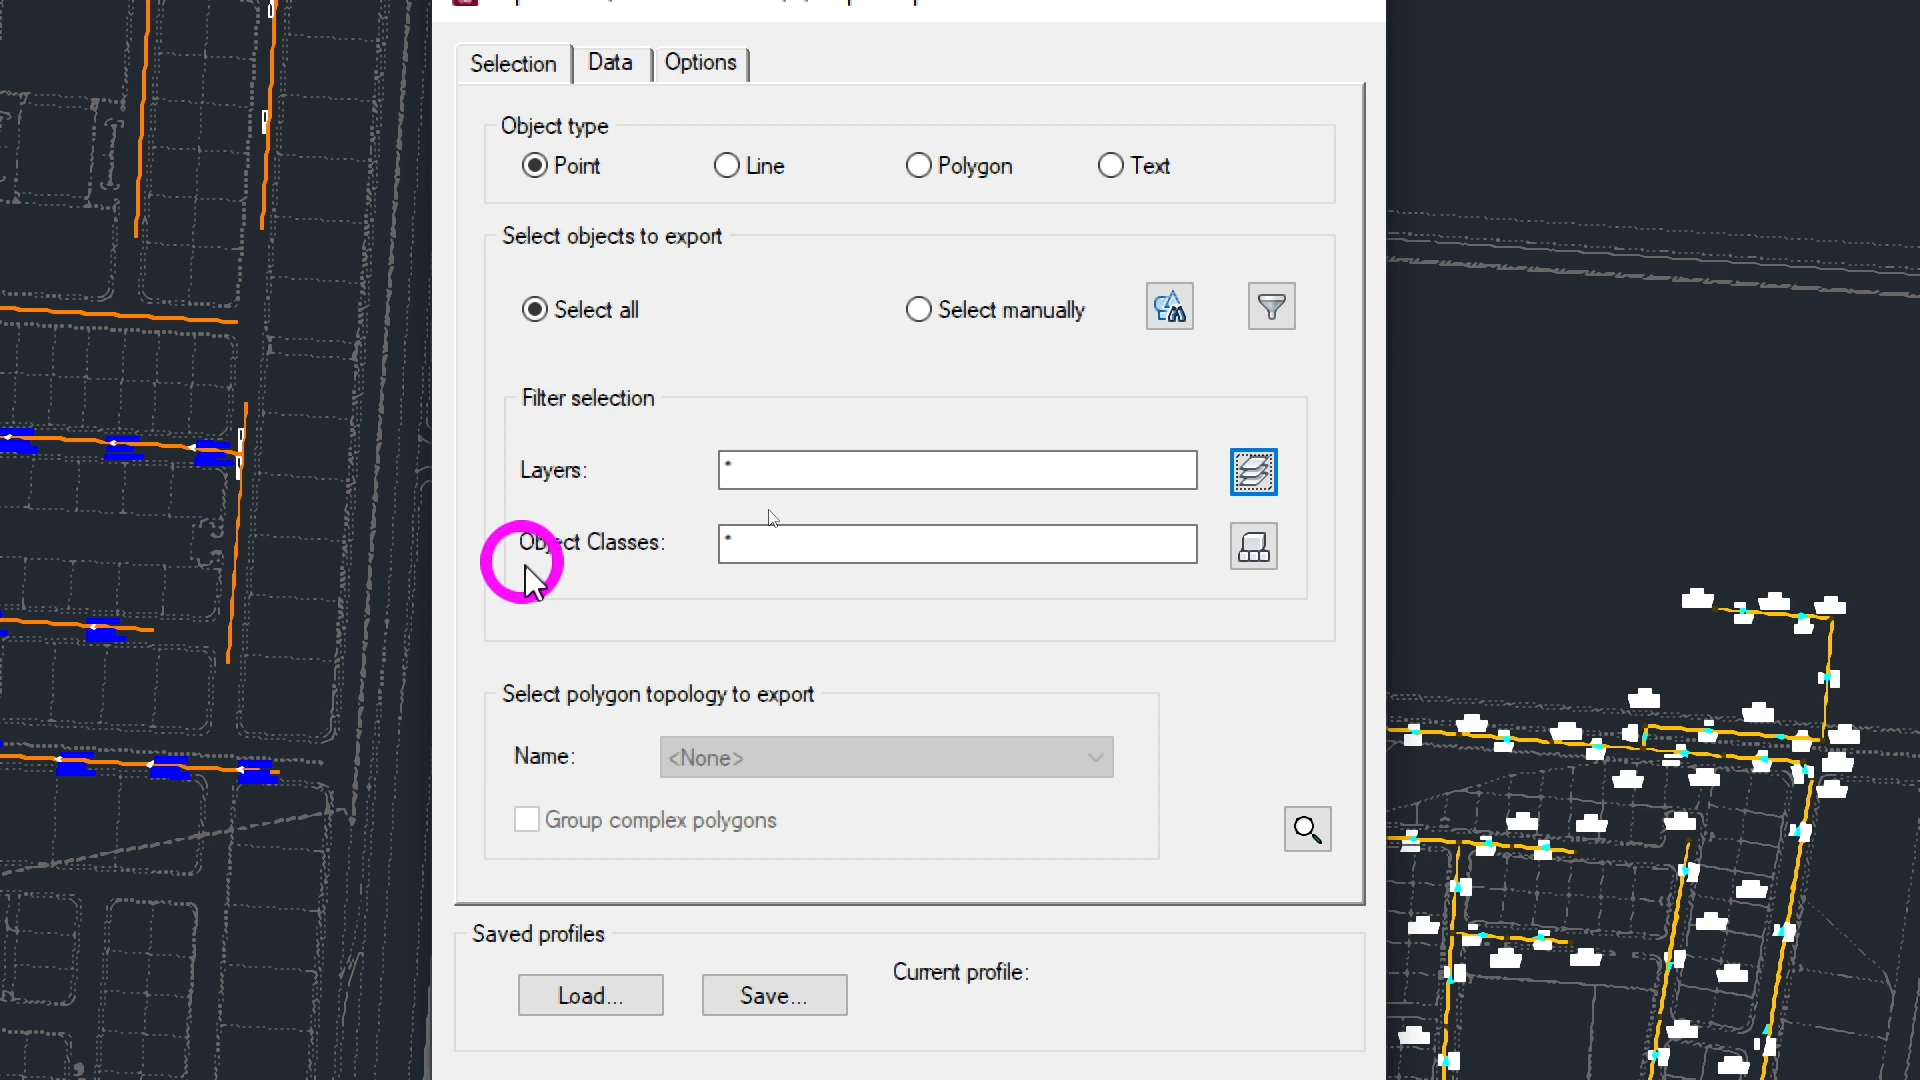 Selection Data Options
Object type
Point Line Polygon Text
Select objects to export
Select all Select manually
Filter selection
Layers: *
Object Classes: *
Select polygon topology to export
Name: <None>
Group complex polygons
Saved profiles
Load... Save... Current profile: